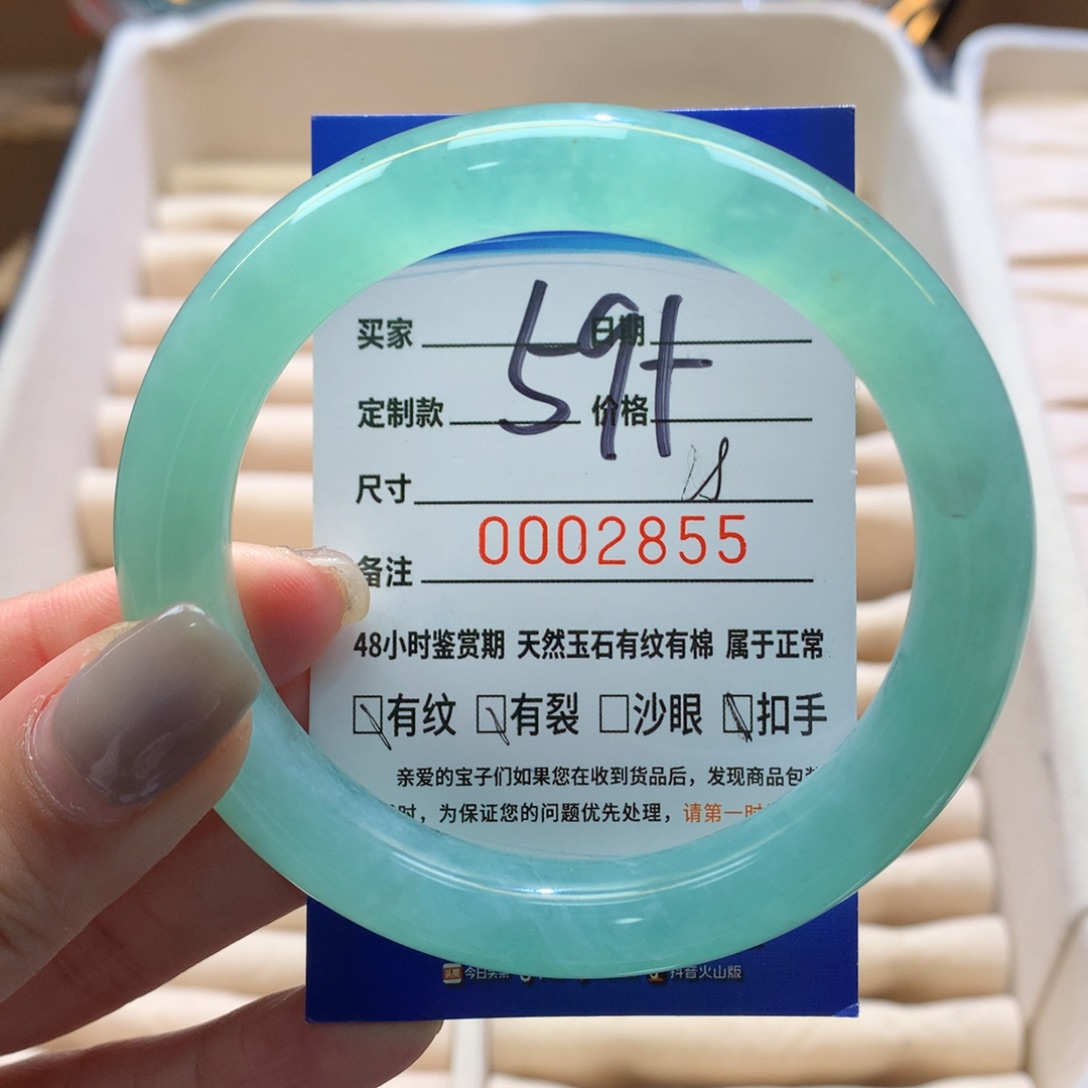 买家 日期
59+
定制款 价格
尺寸
0002855
备注
48小时鉴赏期 天然玉石有纹有棉 属于正常
有纹 有裂 沙眼 扣手
亲爱的宝子们如果您在收到货品后，发现商品包
时，为保证您的问题优先处理，请第一时
今日头条 抖音火山版